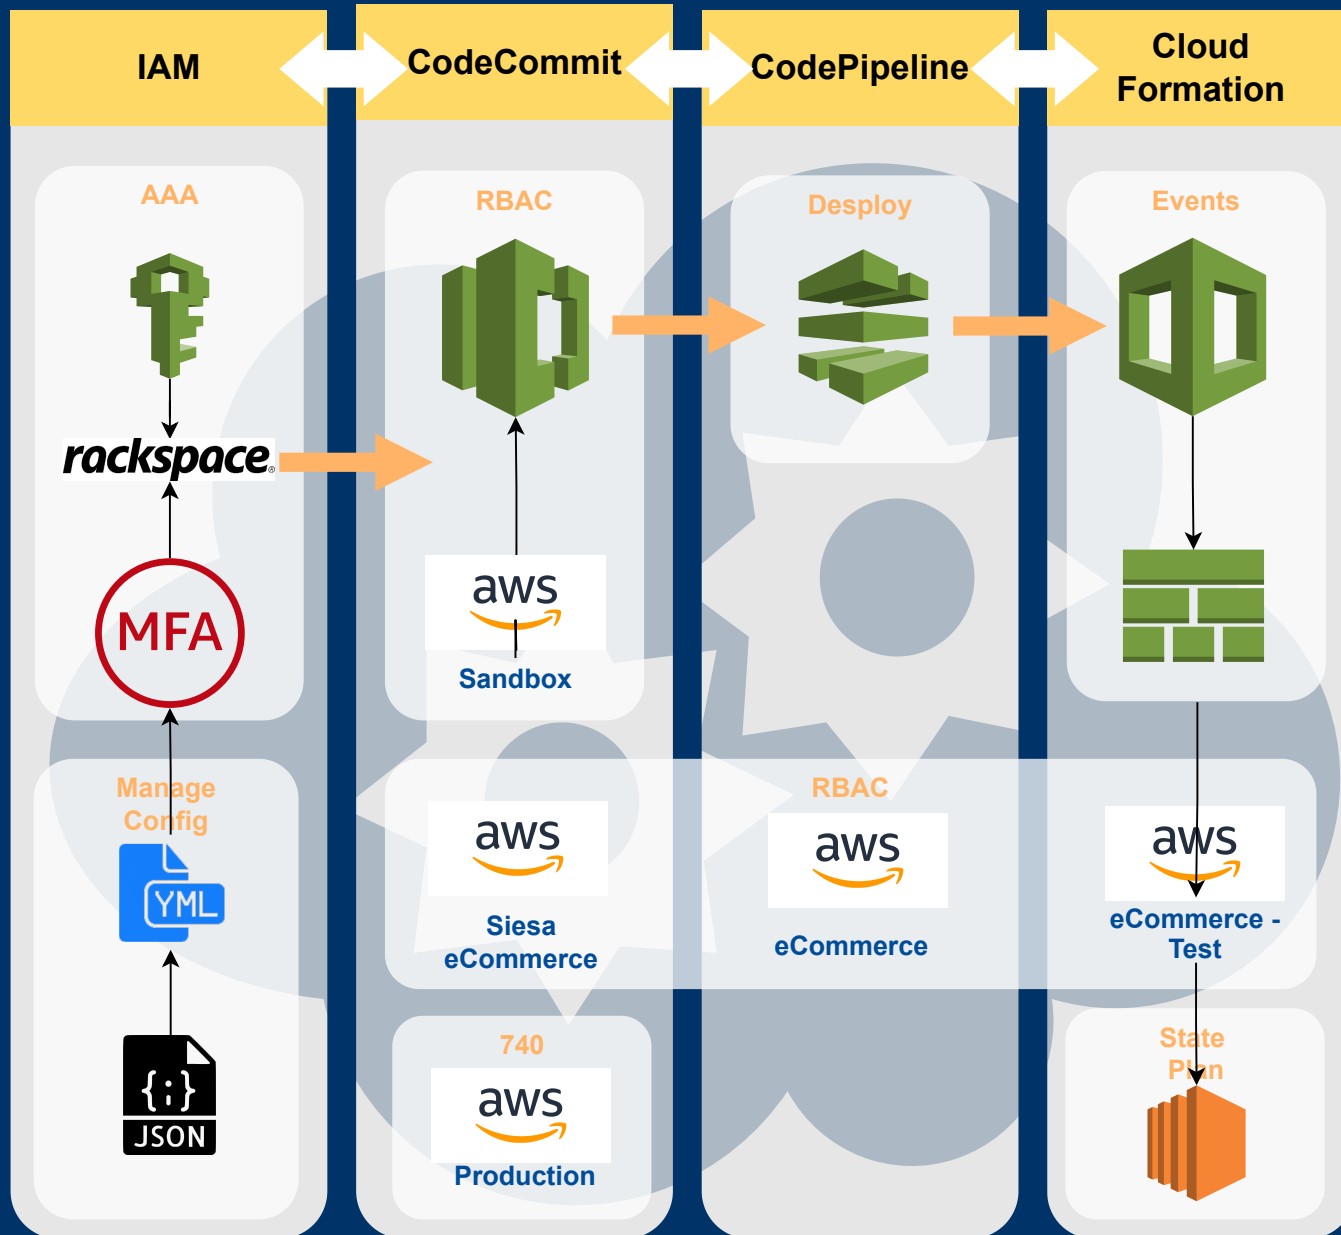 IAM
CodeCommit
CodePipeline
Cloud
Formation
AAA
rackspace®
MFA
Manage
Config
YML
{;}
JSON
RBAC
aws
Sandbox
Desploy
Events
RBAC
aws
Siesa
eCommerce
aws
eCommerce
aws
eCommerce -
Test
740
aws
Production
State
Plan